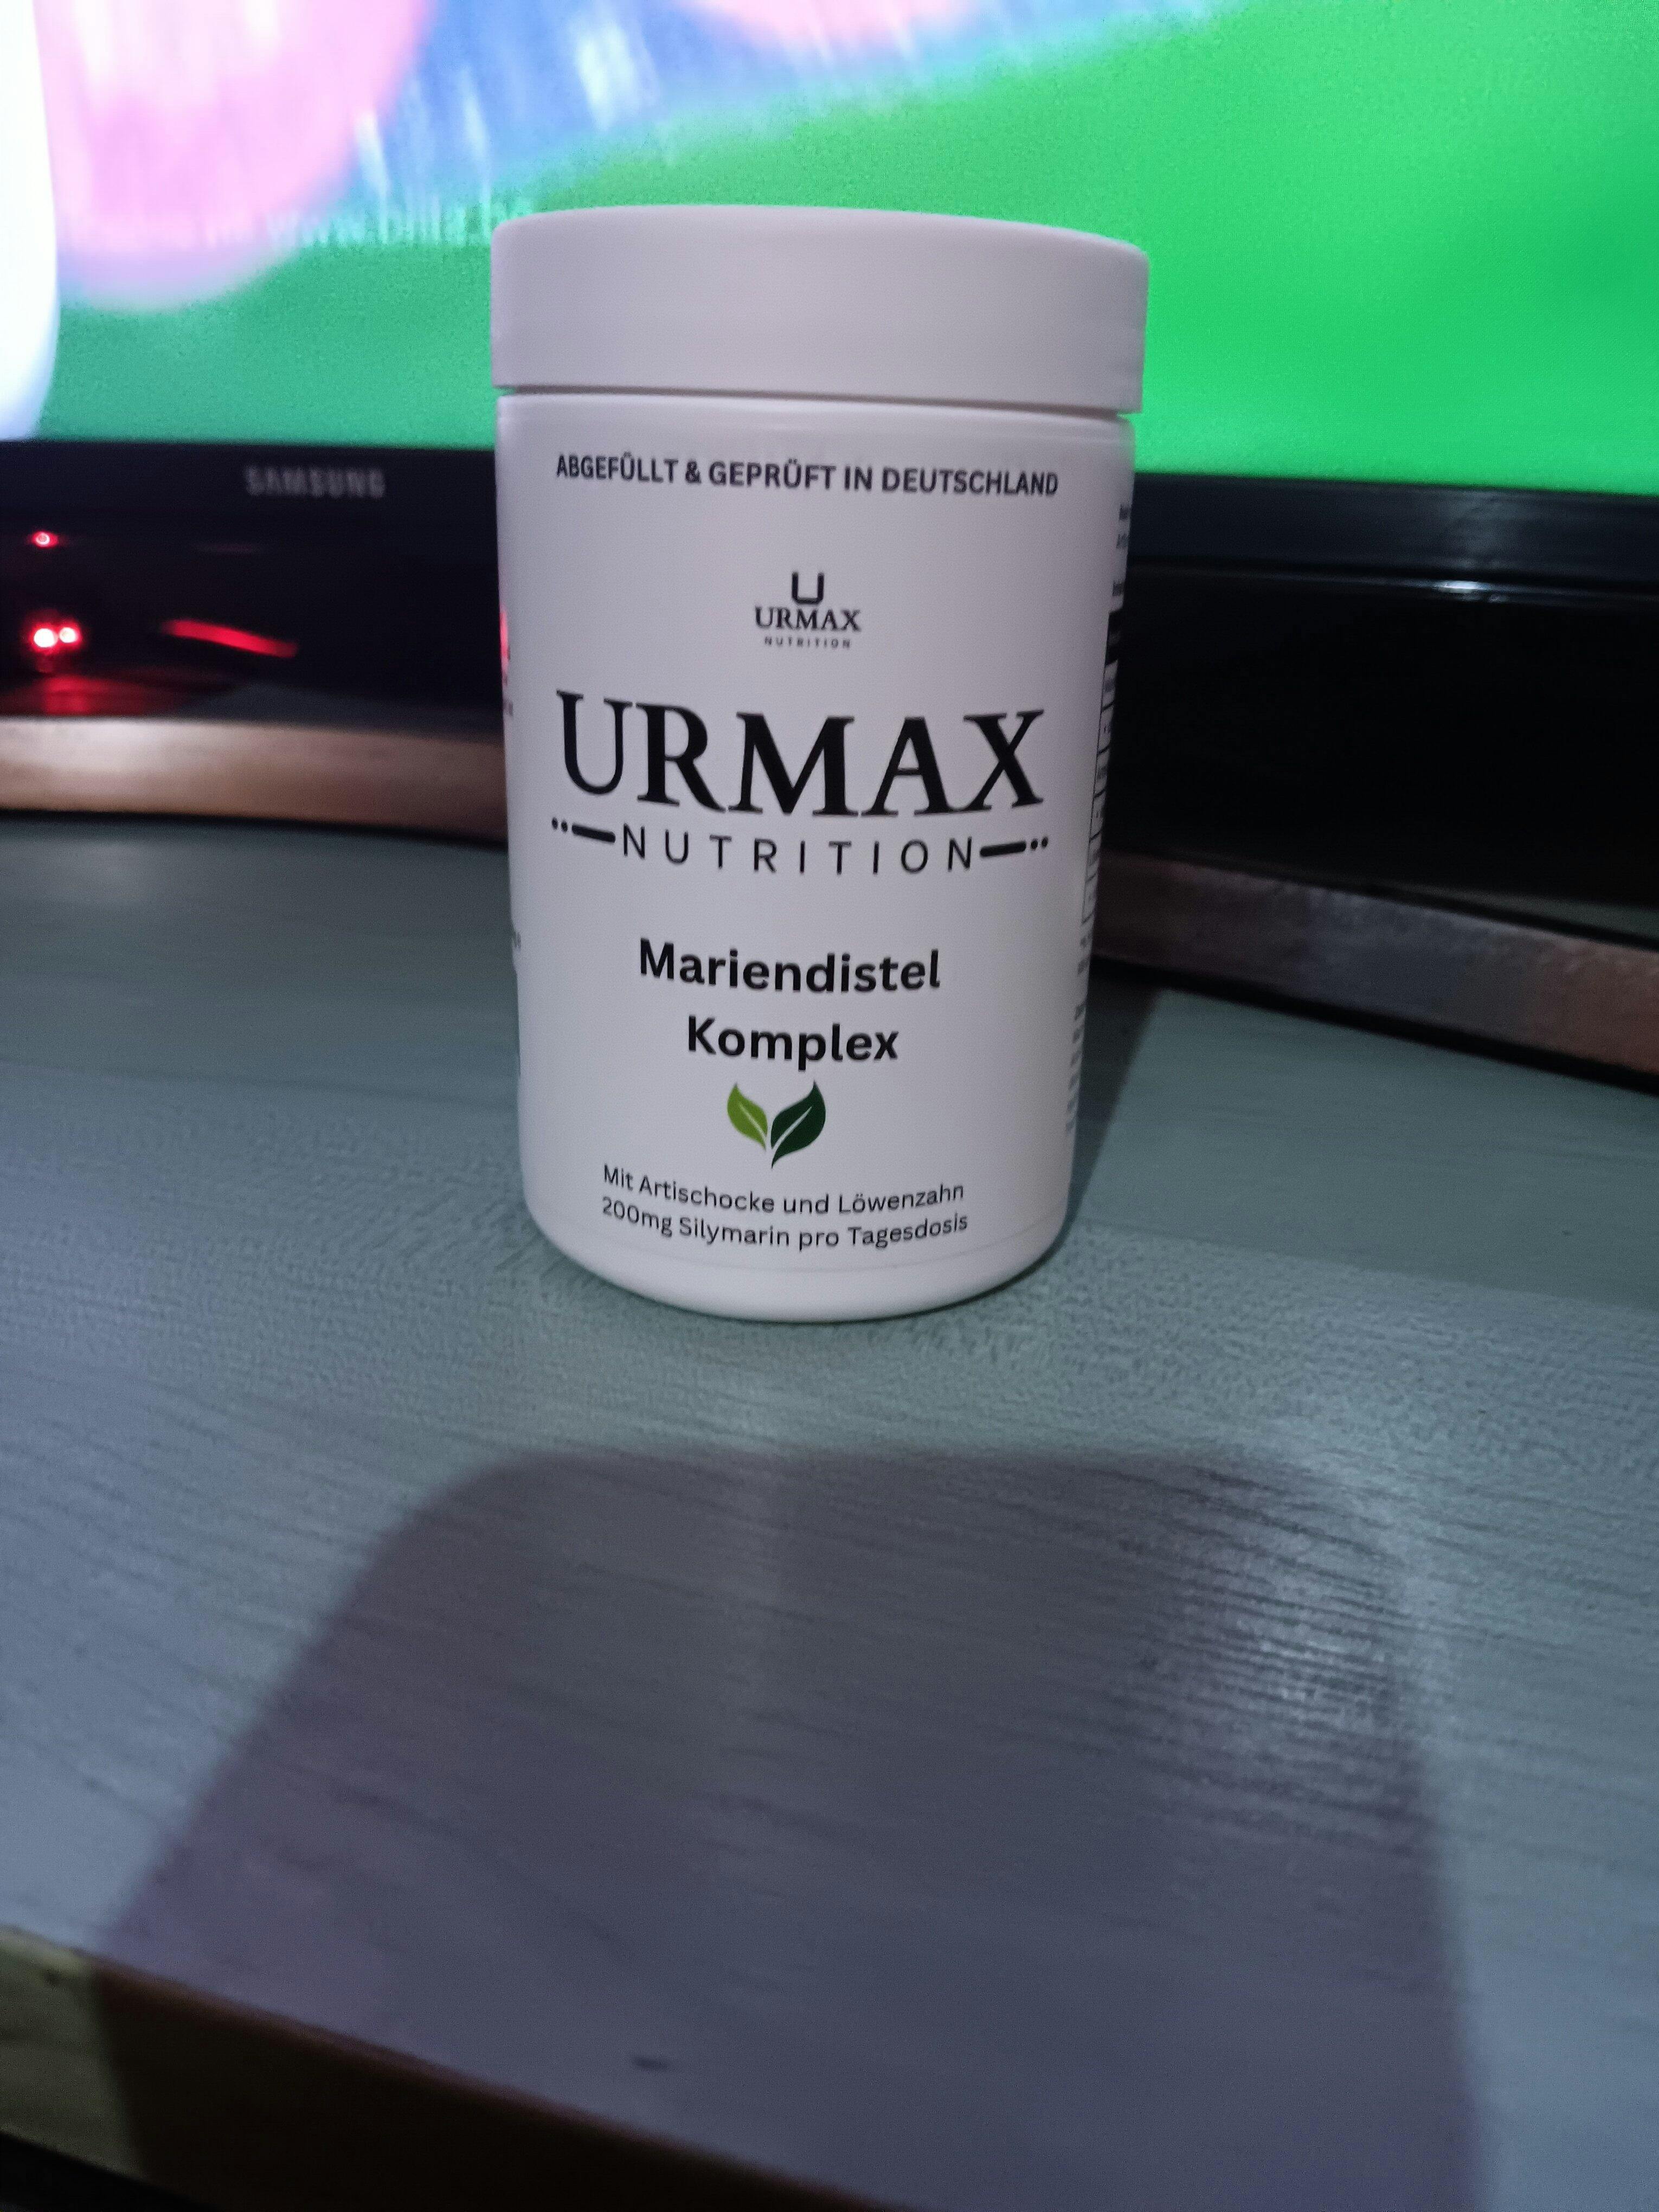 SAMSUNG
ABGEFÜLLT & GEPRÜFT IN DEUTSCHLAND
U
URMAX
NUTRITION
URMAX
NUTRITION
Mariendistel
Komplex
Mit Artischocke und Löwenzahn
200mg Silymarin pro Tagesdosis